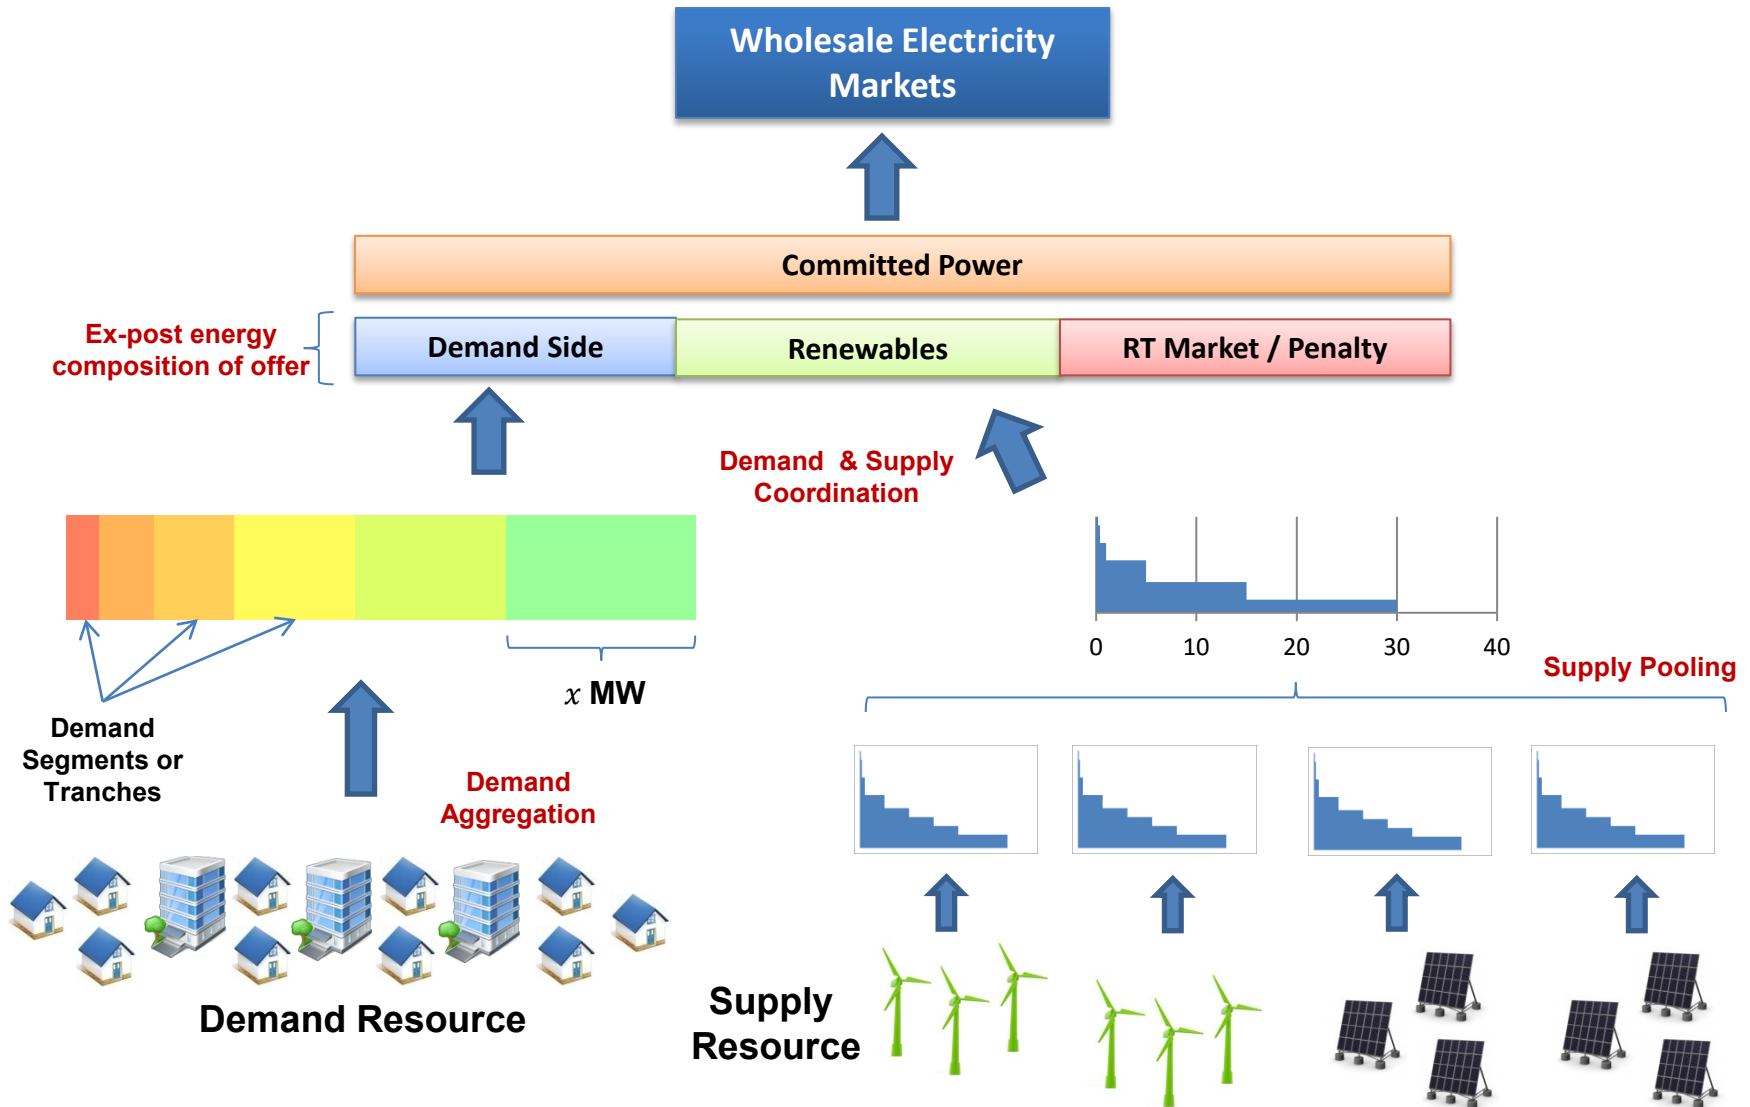 Wholesale Electricity
Markets
Committed Power
Ex-post energy
composition of offer
Demand Side
Renewables
RT Market / Penalty
Demand & Supply
Coordination
0 10 20 30 40
Supply Pooling
x MW
Demand
Segments or
Tranches
Demand
Aggregation
Demand Resource
Supply
Resource